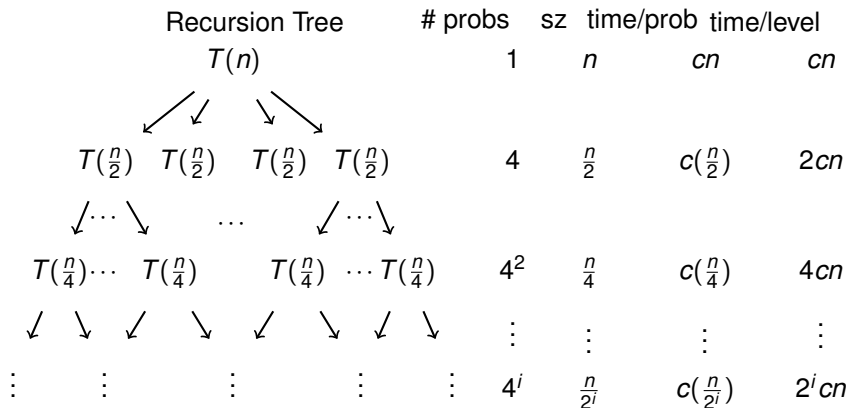 Recursion Tree # probs sz time/prob time/level
T(n) 1 n cn cn
T(n/2) T(n/2) T(n/2) T(n/2) 4 n/2 c(n/2) 2cn
... ... ...
T(n/4)... T(n/4) T(n/4) ...T(n/4) 4^2 n/4 c(n/4) 4cn
⋮ ⋮ ⋮ ⋮
⋮ ⋮ ⋮ ⋮ ⋮ 4^i n/2^i c(n/2^i) 2^i cn